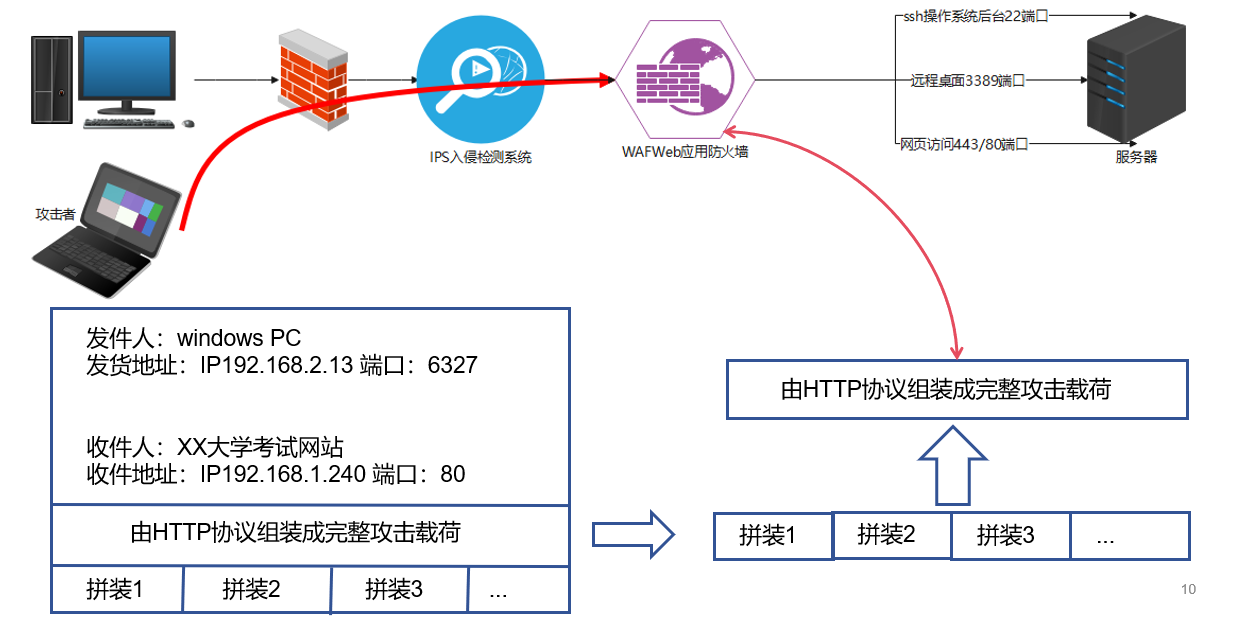 ssh操作系统后台22端口
远程桌面3389端口
网页访问443/80端口
服务器
IPS入侵检测系统
WAFWeb应用防火墙
攻击者
发件人：windows PC
发货地址：IP192.168.2.13 端口：6327
收件人：XX大学考试网站
收件地址：IP192.168.1.240 端口：80
由HTTP协议组装成完整攻击载荷
拼装1 拼装2 拼装3 ...
由HTTP协议组装成完整攻击载荷
拼装1 拼装2 拼装3 ...
10